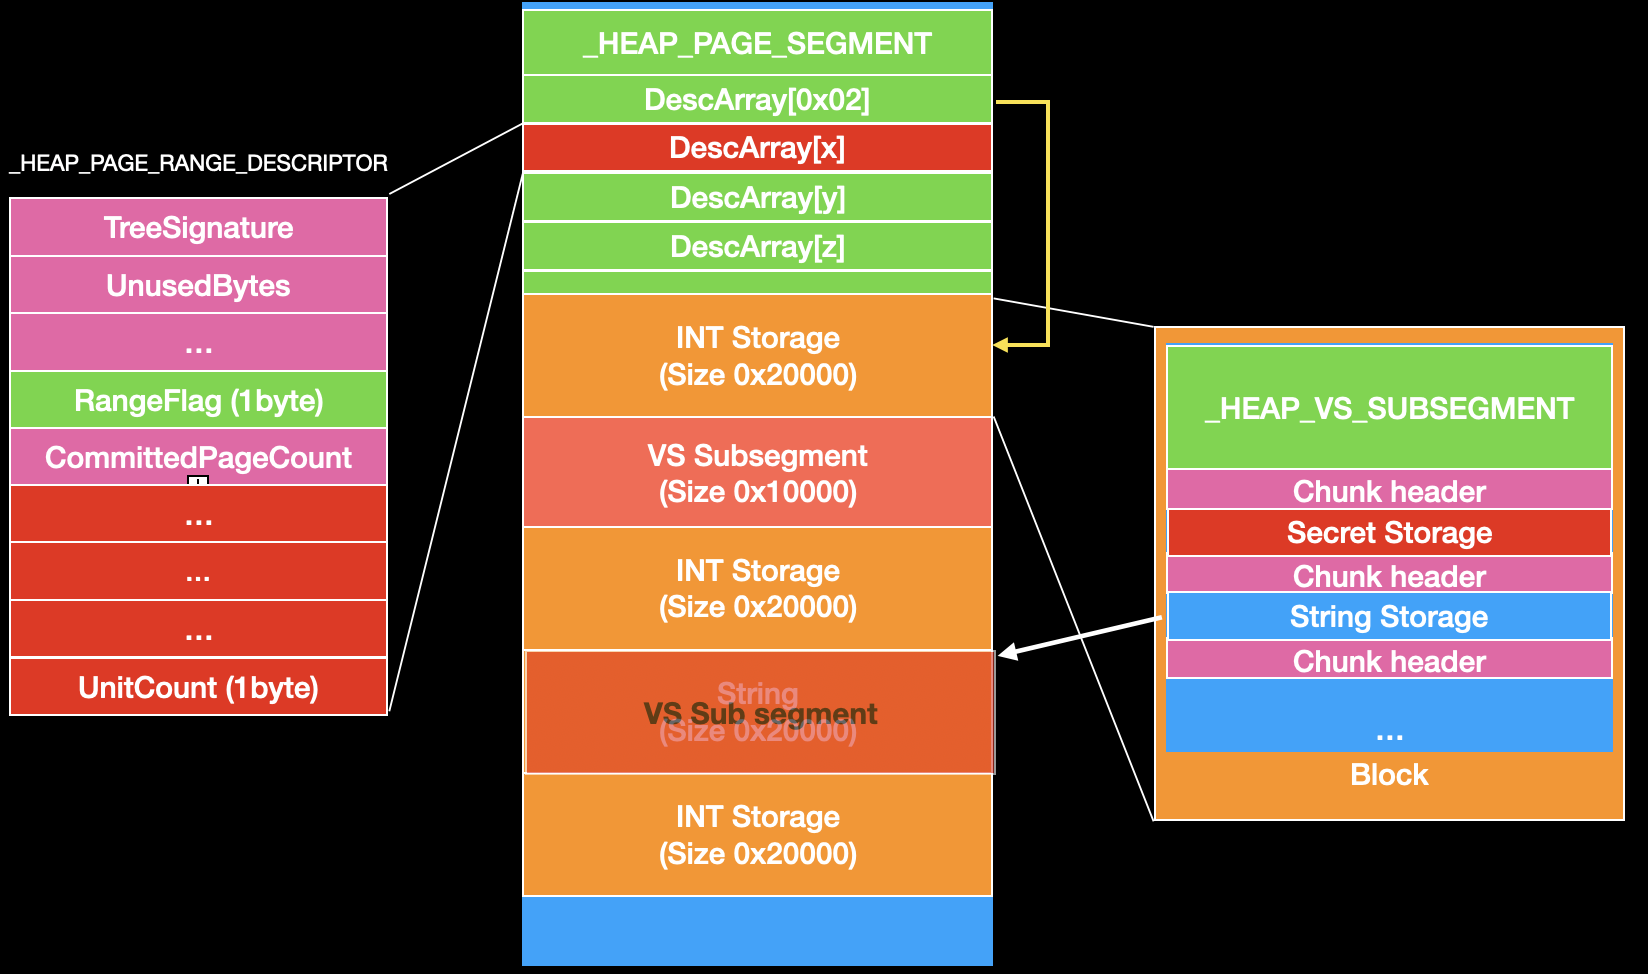 _HEAP_PAGE_RANGE_DESCRIPTOR
TreeSignature
UnusedBytes
...
RangeFlag (1byte)
CommittedPageCount
...
...
...
UnitCount (1byte)
_HEAP_PAGE_SEGMENT
DescArray[0x02]
DescArray[x]
DescArray[y]
DescArray[z]
INT Storage
(Size 0x20000)
VS Subsegment
(Size 0x10000)
INT Storage
(Size 0x20000)
String
VS Sub segment
(Size 0x20000)
INT Storage
(Size 0x20000)
_HEAP_VS_SUBSEGMENT
Chunk header
Secret Storage
Chunk header
String Storage
Chunk header
...
Block